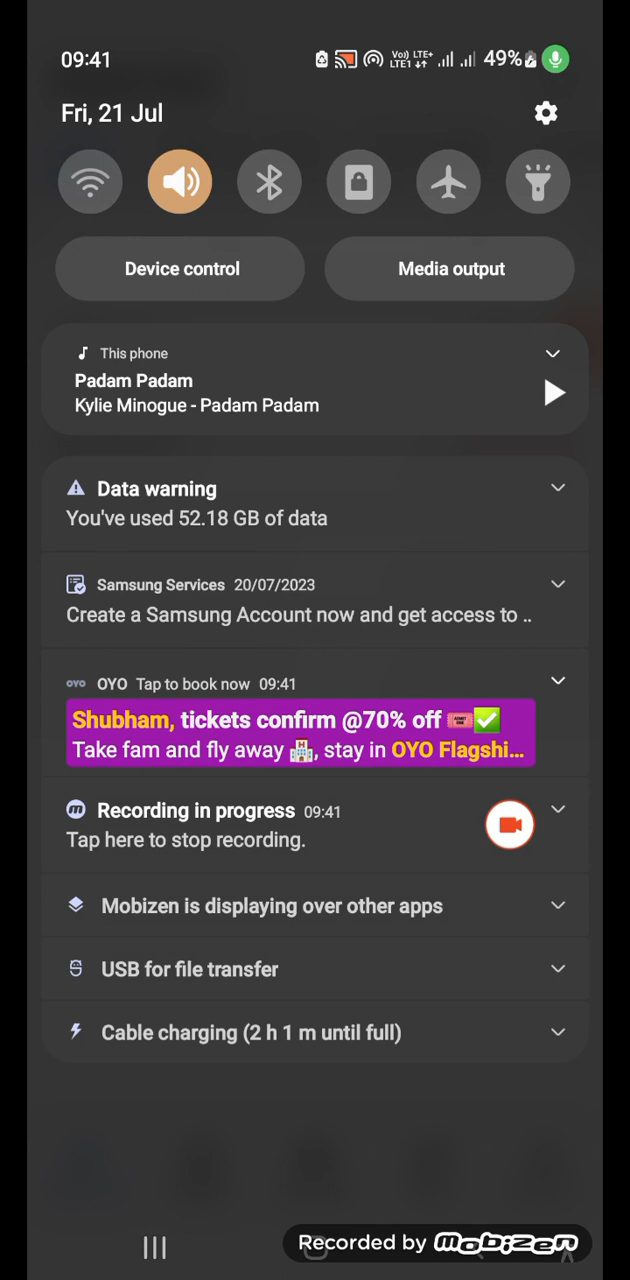 09:41
Vo)) LTE+
LTE1
49%
Fri, 21 Jul
Device control
Media output
This phone
Padam Padam
Kylie Minogue - Padam Padam
Data warning
You've used 52.18 GB of data
Samsung Services 20/07/2023
Create a Samsung Account now and get access to ..
OYO OYO Tap to book now 09:41
Shubham, tickets confirm @70% off
Take fam and fly away , stay in OYO Flagshi...
Recording in progress 09:41
Tap here to stop recording.
Mobizen is displaying over other apps
USB for file transfer
Cable charging (2 h 1 m until full)
Recorded by mobizen